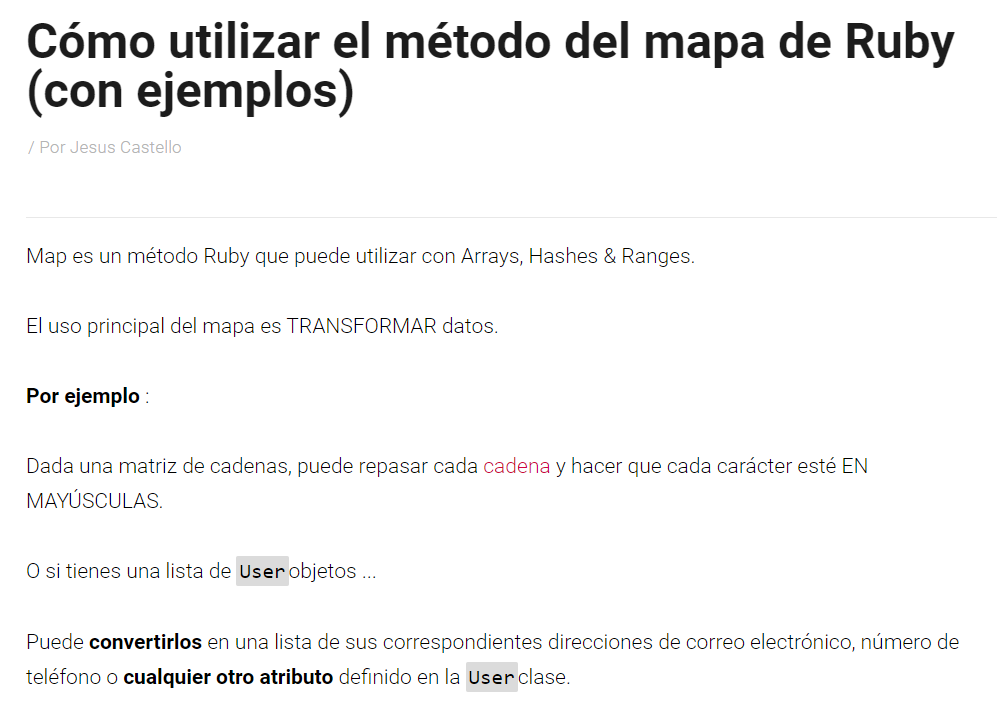 Cómo utilizar el método del mapa de Ruby
(con ejemplos)
/ Por Jesus Castello
Map es un método Ruby que puede utilizar con Arrays, Hashes & Ranges.
El uso principal del mapa es TRANSFORMAR datos.
Por ejemplo :
Dada una matriz de cadenas, puede repasar cada cadena y hacer que cada carácter esté EN
MAYÚSCULAS.
O si tienes una lista de User objetos ...
Puede convertirlos en una lista de sus correspondientes direcciones de correo electrónico, número de
teléfono o cualquier otro atributo definido en la User clase.